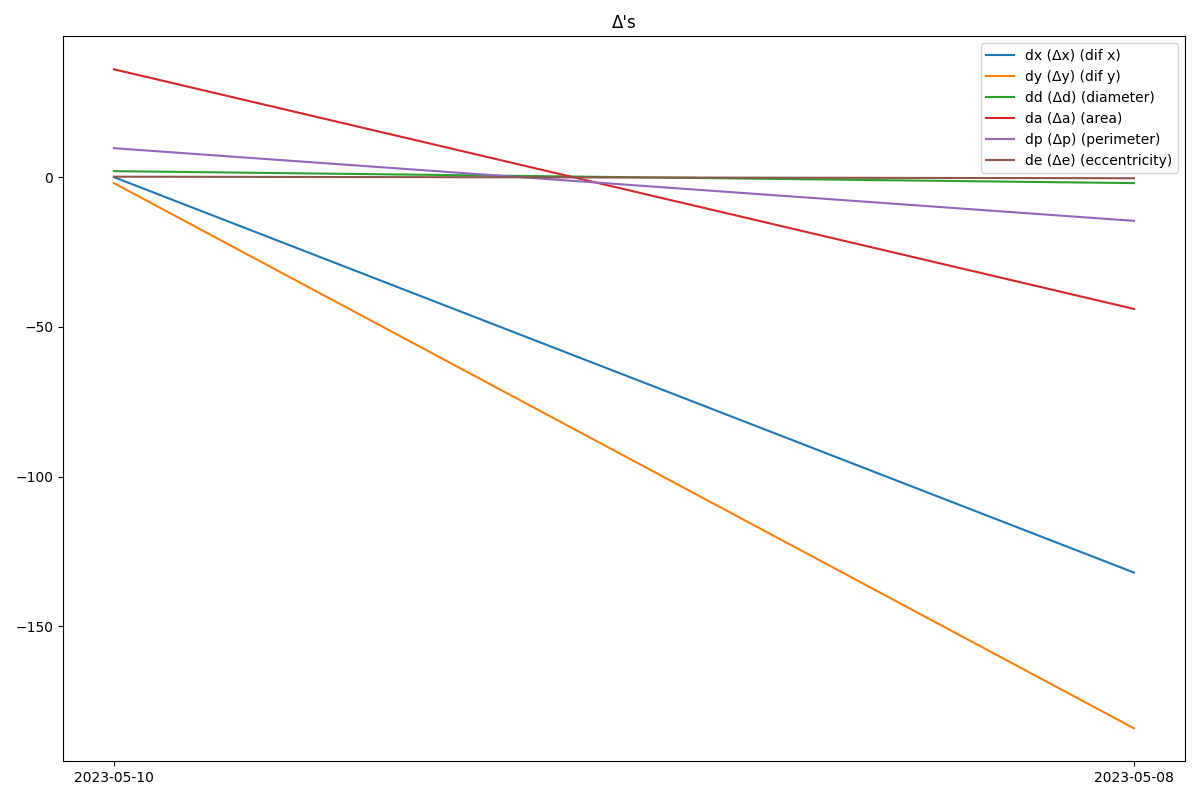 Δ's
dx (Δx) (dif x)
dy (Δy) (dif y)
dd (Δd) (diameter)
da (Δa) (area)
dp (Δp) (perimeter)
de (Δe) (eccentricity)
0
−50
−100
−150
2023-05-10
2023-05-08